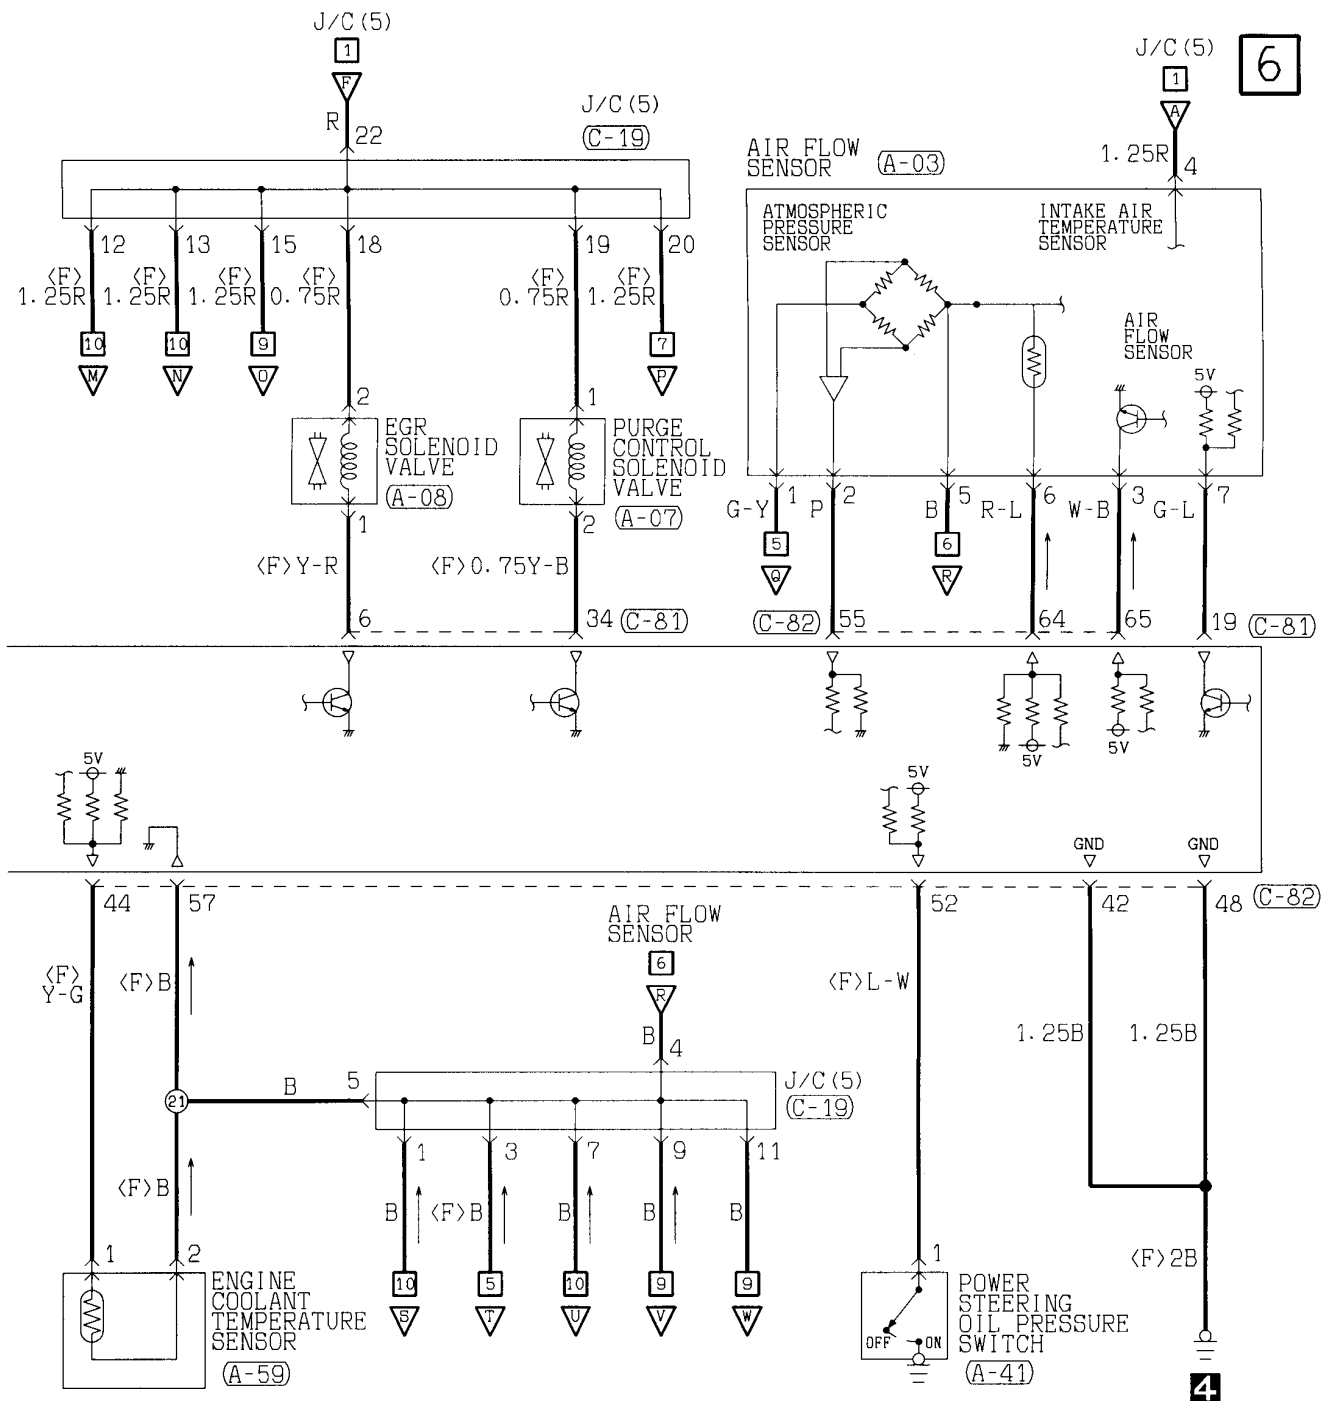 J/C(5)
1
F
R
22
J/C(5)
C-19
J/C(5)
1
A
1.25R
4
6
AIR FLOW
SENSOR
A-03
12
13
15
18
19
20
<F>
1.25R
<F>
1.25R
<F>
1.25R
<F>
0.75R
<F>
0.75R
<F>
1.25R
10
10
9
7
M
N
O
P
ATMOSPHERIC
PRESSURE
SENSOR
INTAKE AIR
TEMPERATURE
SENSOR
AIR
FLOW
SENSOR
5V
2
EGR
SOLENOID
VALVE
A-08
1
1
PURGE
CONTROL
SOLENOID
VALVE
A-07
2
G-Y
1
P
2
B
5
R-L
6
W-B
3
G-L
7
5
Q
6
R
<F>Y-R
<F>0.75Y-B
6
34
C-81
C-82
55
64
65
19
C-81
5V
5V
5V
5V
GND
GND
44
57
52
42
48
C-82
AIR FLOW
SENSOR
6
R
<F>
Y-G
<F>B
<F>L-W
1.25B
1.25B
B
4
J/C(5)
C-19
21
B
5
1
3
7
9
11
<F>B
B
<F>B
B
B
B
<F>2B
1
2
10
5
10
9
9
S
T
U
V
W
ENGINE
COOLANT
TEMPERATURE
SENSOR
A-59
1
OFF
ON
POWER
STEERING
OIL PRESSURE
SWITCH
A-41
4